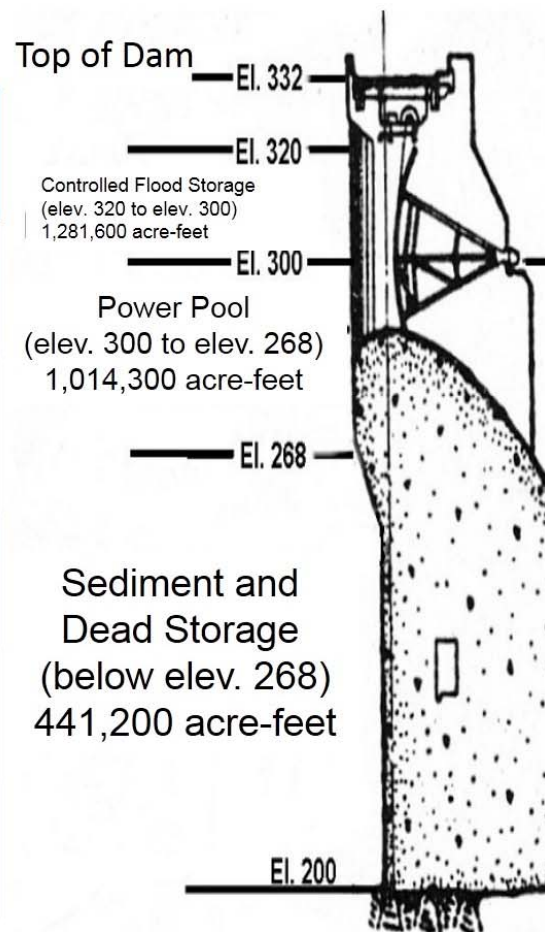 Top of Dam
El. 332
El. 320
Controlled Flood Storage
(elev. 320 to elev. 300)
1,281,600 acre-feet
El. 300
Power Pool
(elev. 300 to elev. 268)
1,014,300 acre-feet
El. 268
Sediment and
Dead Storage
(below elev. 268)
441,200 acre-feet
El. 200